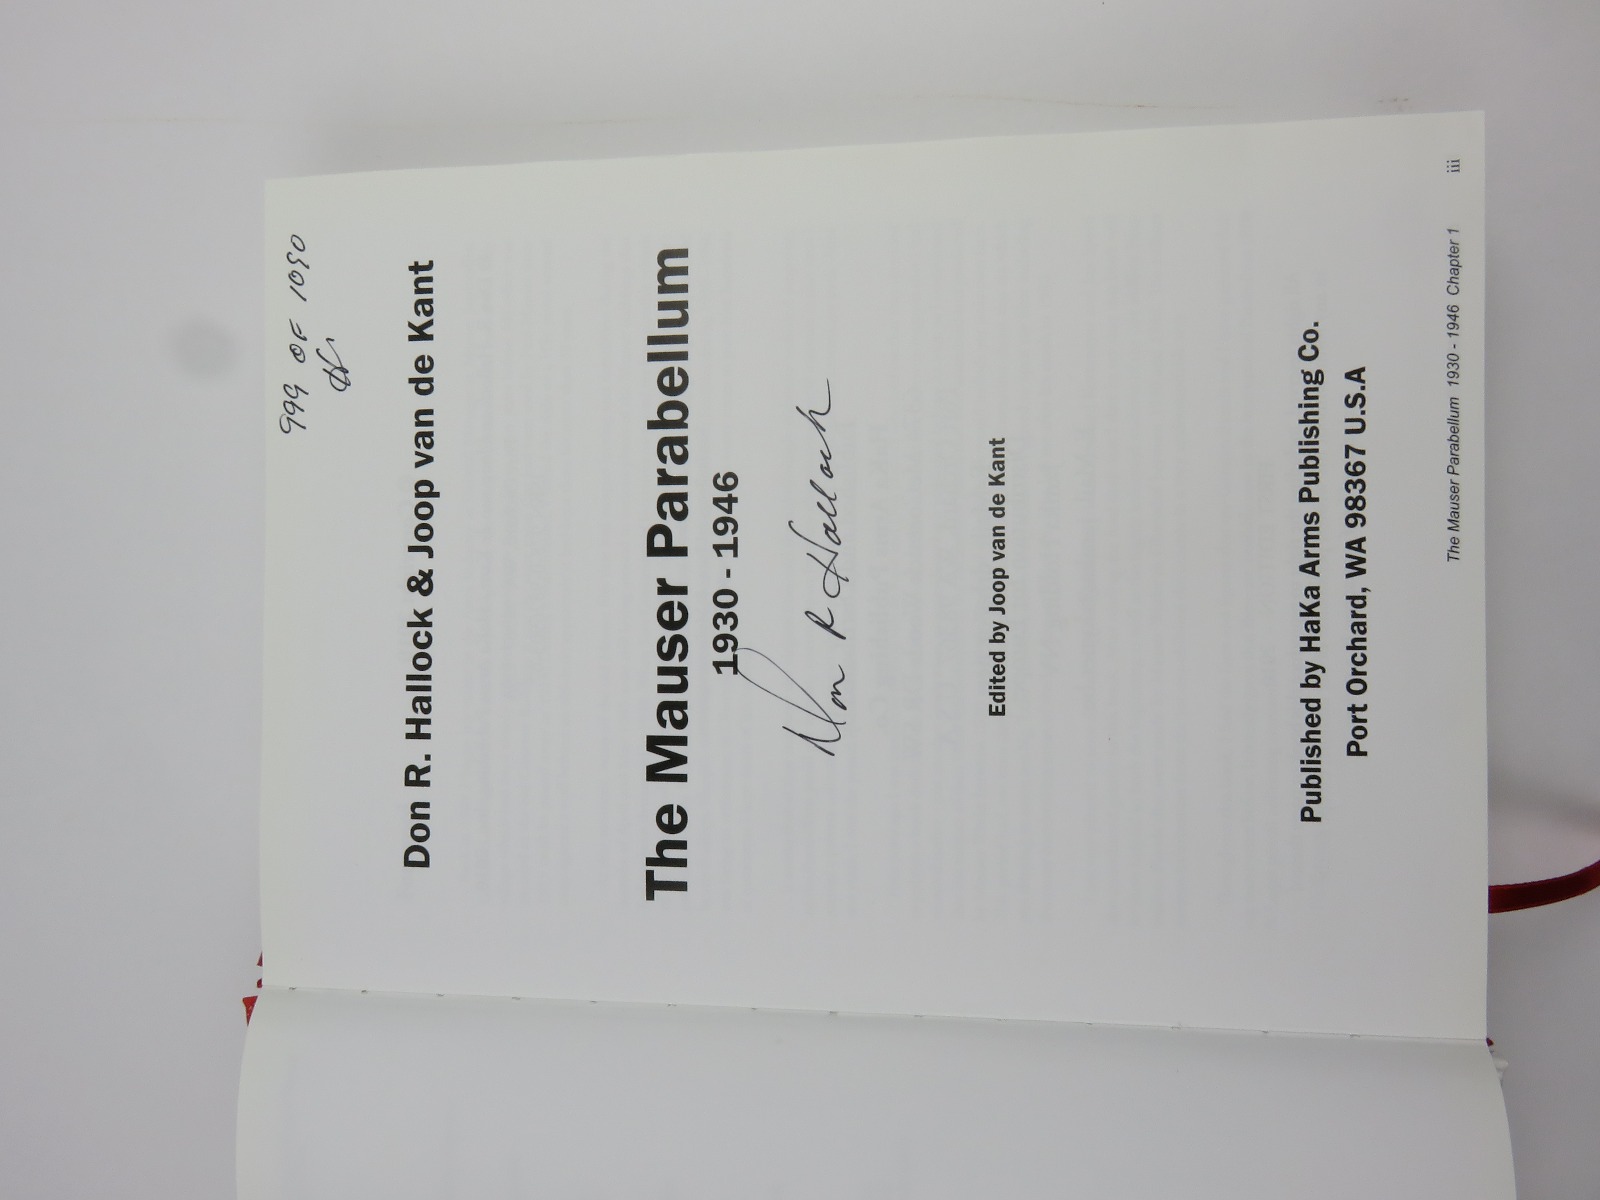 999 OF 1050
Don R. Hallock & Joop van de Kant
The Mauser Parabellum
1930 - 1946
Don R Hallock
Edited by Joop van de Kant
Published by HaKa Arms Publishing Co.
Port Orchard, WA 98367 U.S.A
The Mauser Parabellum 1930 - 1946 Chapter 1 iii